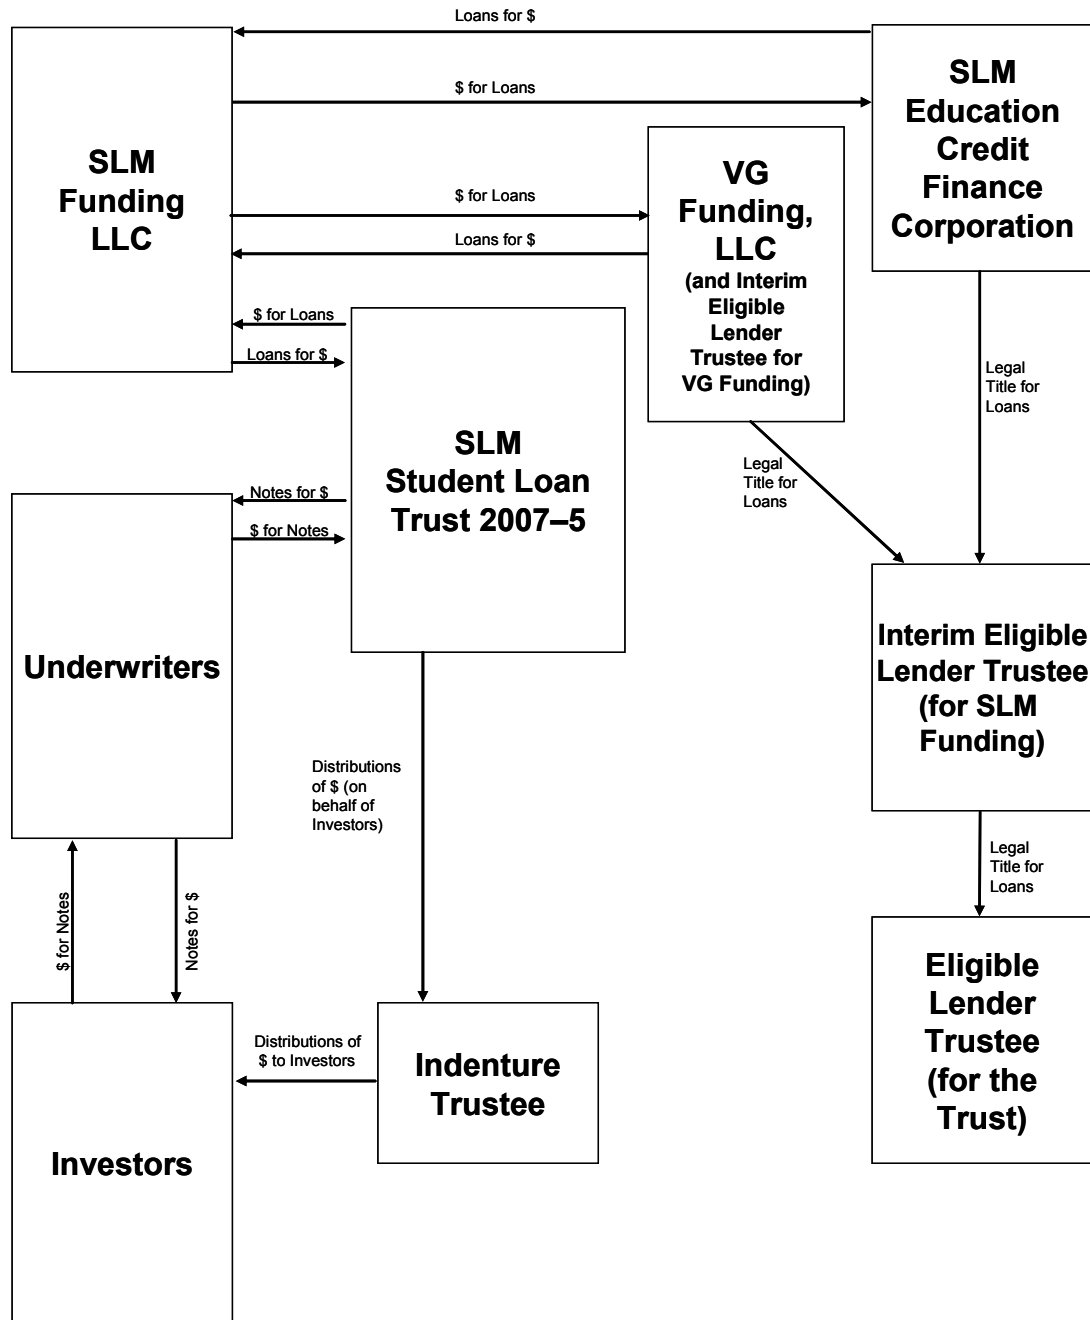 Loans for $
SLM
Funding
LLC
SLM
Education
Credit
Finance
Corporation
$ for Loans
VG
Funding,
LLC
(and Interim
Eligible
Lender
Trustee for
VG Funding)
$ for Loans
Loans for $
$ for Loans
Loans for $
SLM
Student Loan
Trust 2007–5
Legal
Title for
Loans
Legal
Title for
Loans
Notes for $
$ for Notes
Underwriters
Interim Eligible
Lender Trustee
(for SLM
Funding)
Distributions
of $ (on
behalf of
Investors)
Legal
Title for
Loans
$ for Notes
Notes for $
Eligible
Lender
Trustee
(for the
Trust)
Distributions of
$ to Investors
Indenture
Trustee
Investors